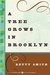 A TREE
GROWS IN
BROOKLYN
BETTY SMITH